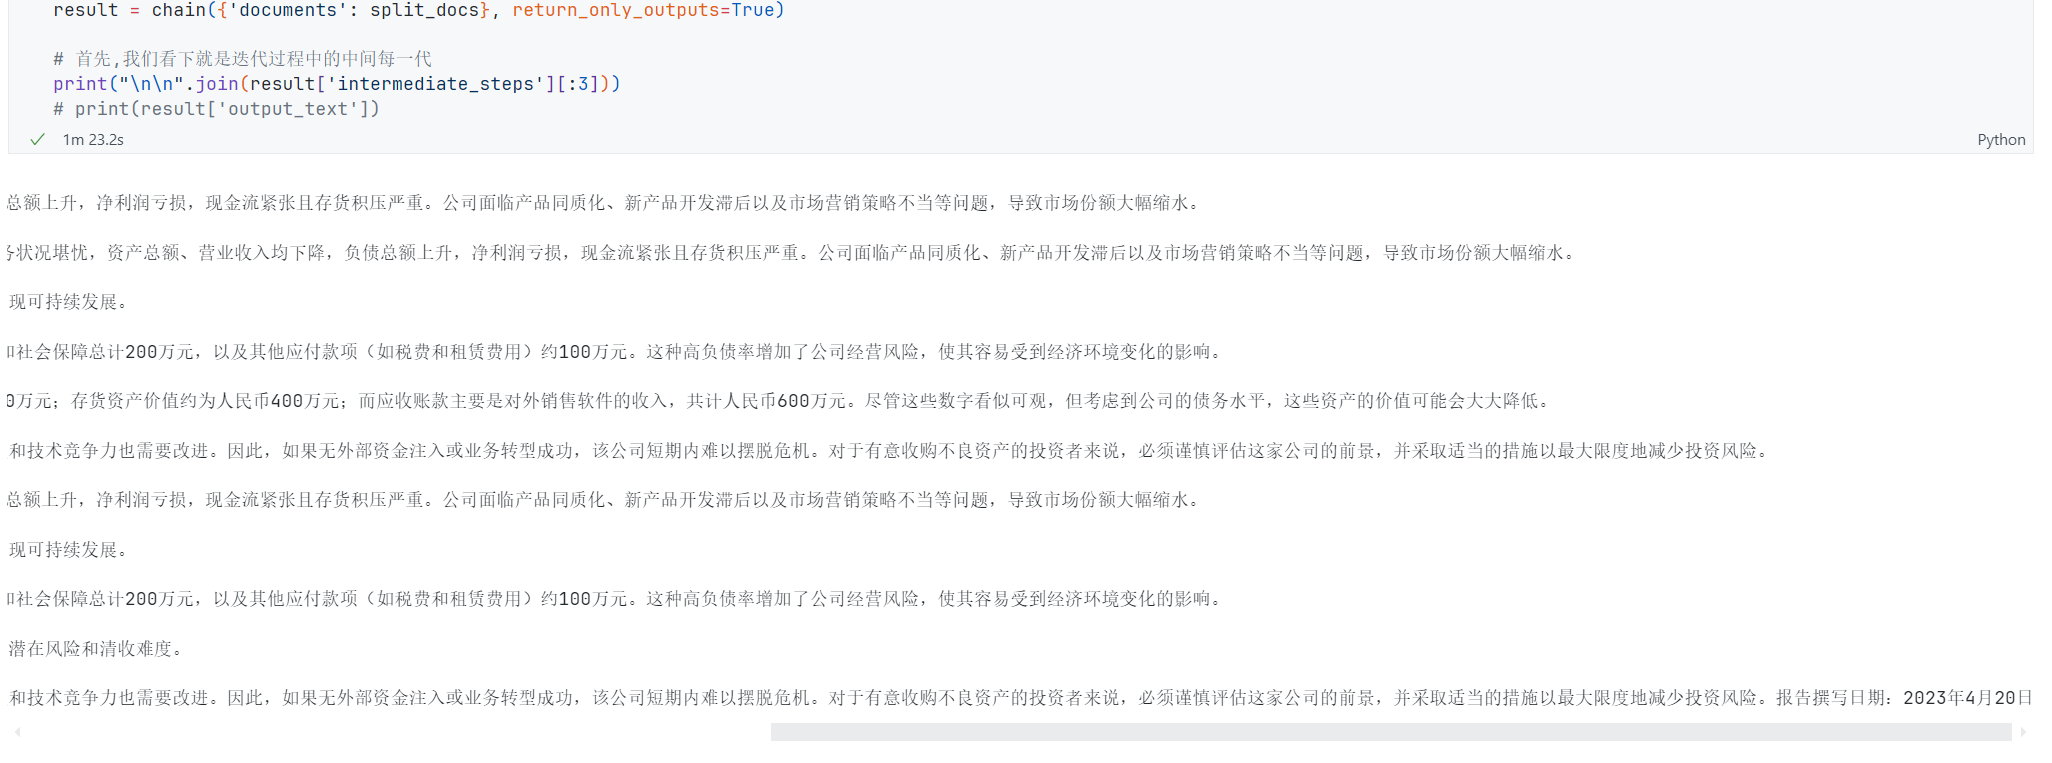 result = chain({'documents': split_docs}, return_only_outputs=True)
# 首先,我们看下就是迭代过程中的中间每一代
print("\n\n".join(result['intermediate_steps'][:3]))
# print(result['output_text'])
1m 23.2s
Python
总额上升，净利润亏损，现金流紧张且存货积压严重。公司面临产品同质化、新产品开发滞后以及市场营销策略不当等问题，导致市场份额大幅缩水。
务状况堪忧，资产总额、营业收入均下降，负债总额上升，净利润亏损，现金流紧张且存货积压严重。公司面临产品同质化、新产品开发滞后以及市场营销策略不当等问题，导致市场份额大幅缩水。
现可持续发展。
和社会保障总计200万元，以及其他应付款项（如税费和租赁费用）约100万元。这种高负债率增加了公司经营风险，使其容易受到经济环境变化的影响。
0万元；存货资产价值约为人民币400万元；而应收账款主要是对外销售软件的收入，共计人民币600万元。尽管这些数字看似可观，但考虑到公司的债务水平，这些资产的价值可能会大大降低。
和技术竞争力也需要改进。因此，如果无外部资金注入或业务转型成功，该公司短期内难以摆脱危机。对于有意收购不良资产的投资者来说，必须谨慎评估这家公司的前景，并采取适当的措施以最大限度地减少投资风险。
总额上升，净利润亏损，现金流紧张且存货积压严重。公司面临产品同质化、新产品开发滞后以及市场营销策略不当等问题，导致市场份额大幅缩水。
现可持续发展。
和社会保障总计200万元，以及其他应付款项（如税费和租赁费用）约100万元。这种高负债率增加了公司经营风险，使其容易受到经济环境变化的影响。
潜在风险和清收难度。
和技术竞争力也需要改进。因此，如果无外部资金注入或业务转型成功，该公司短期内难以摆脱危机。对于有意收购不良资产的投资者来说，必须谨慎评估这家公司的前景，并采取适当的措施以最大限度地减少投资风险。报告撰写日期：2023年4月20日